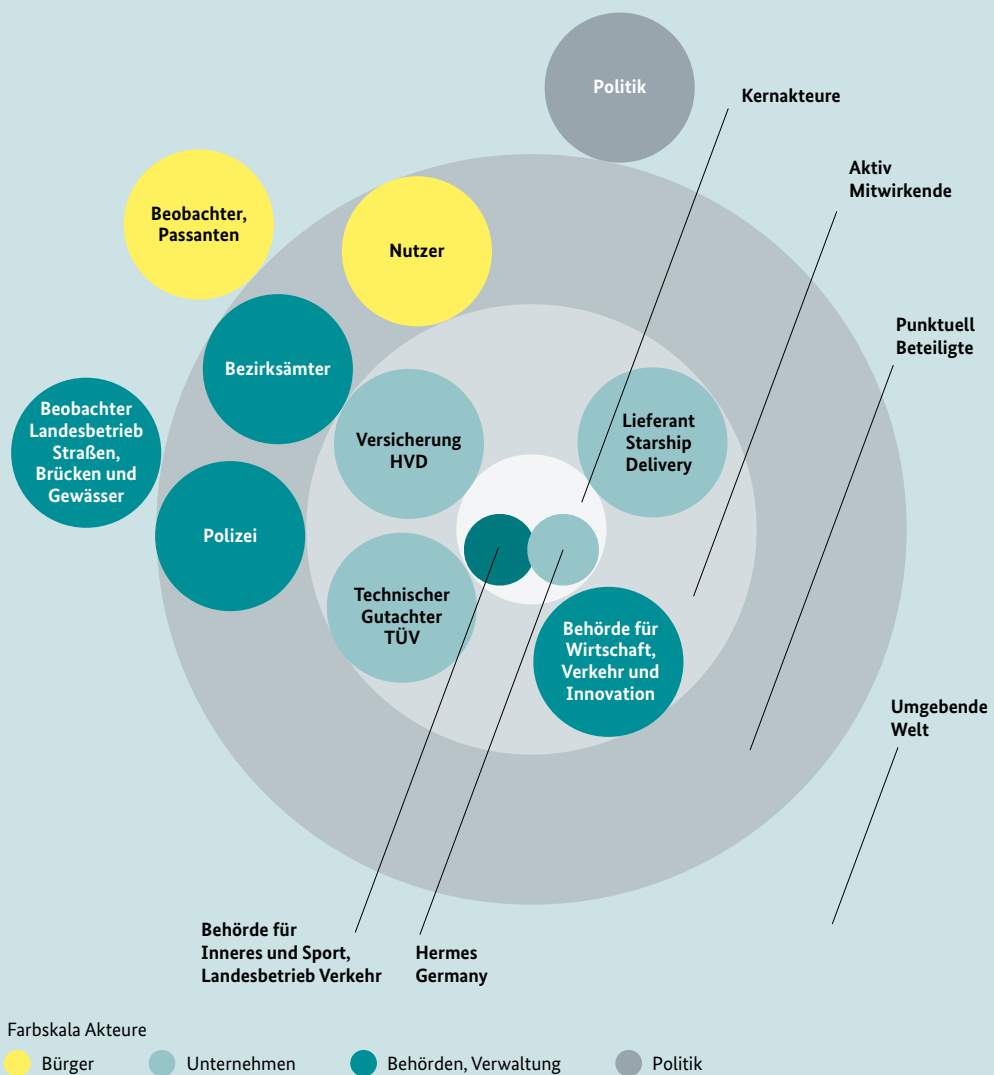 Politik
Kernakteure
Aktiv
Mitwirkende
Beobachter,
Passanten
Nutzer
Punktuell
Beteiligte
Bezirksämter
Beobachter
Landesbetrieb
Straßen,
Brücken und
Gewässer
Versicherung
HVD
Lieferant
Starship
Delivery
Polizei
Technischer
Gutachter
TÜV
Behörde für
Wirtschaft,
Verkehr und
Innovation
Umgebende
Welt
Behörde für
Inneres und Sport,
Landesbetrieb Verkehr
Hermes
Germany
Farbskala Akteure
Bürger
Unternehmen
Behörden, Verwaltung
Politik